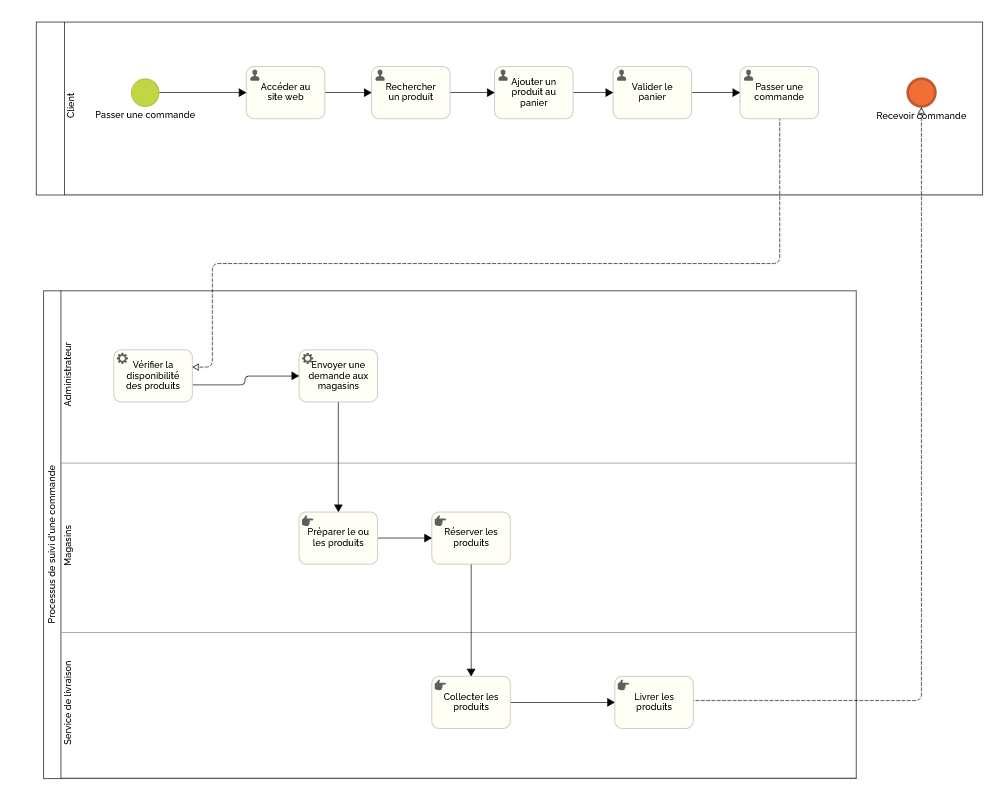 Client
Passer une commande
Accéder au
site web
Rechercher
un produit
Ajouter un
produit au
panier
Valider le
panier
Passer une
commande
Recevoir commande
Processus de suivi d'une commande
Administrateur
Vérifier la
disponibilité
des produits
Envoyer une
demande aux
magasins
Magasins
Préparer le ou
les produits
Réserver les
produits
Service de livraison
Collecter les
produits
Livrer les
produits